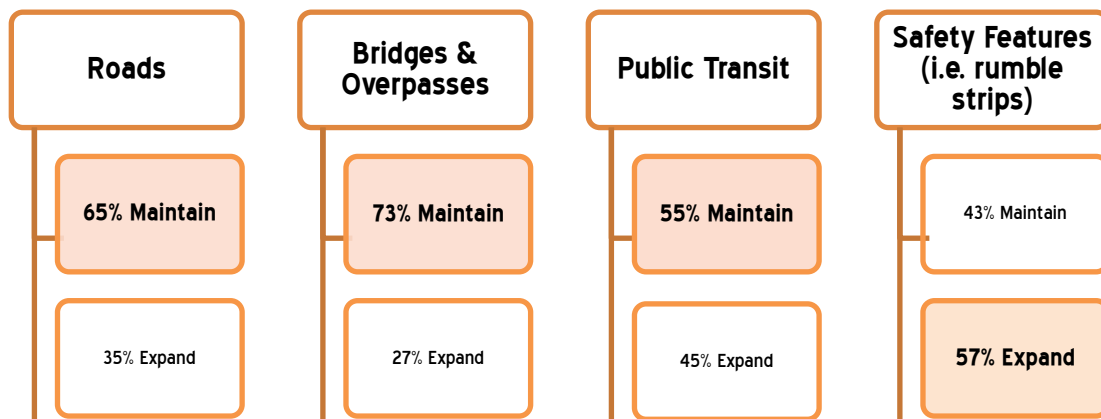 Roads
Bridges &
Overpasses
Public Transit
Safety Features
(i.e. rumble
strips)
65% Maintain
73% Maintain
55% Maintain
43% Maintain
35% Expand
27% Expand
45% Expand
57% Expand